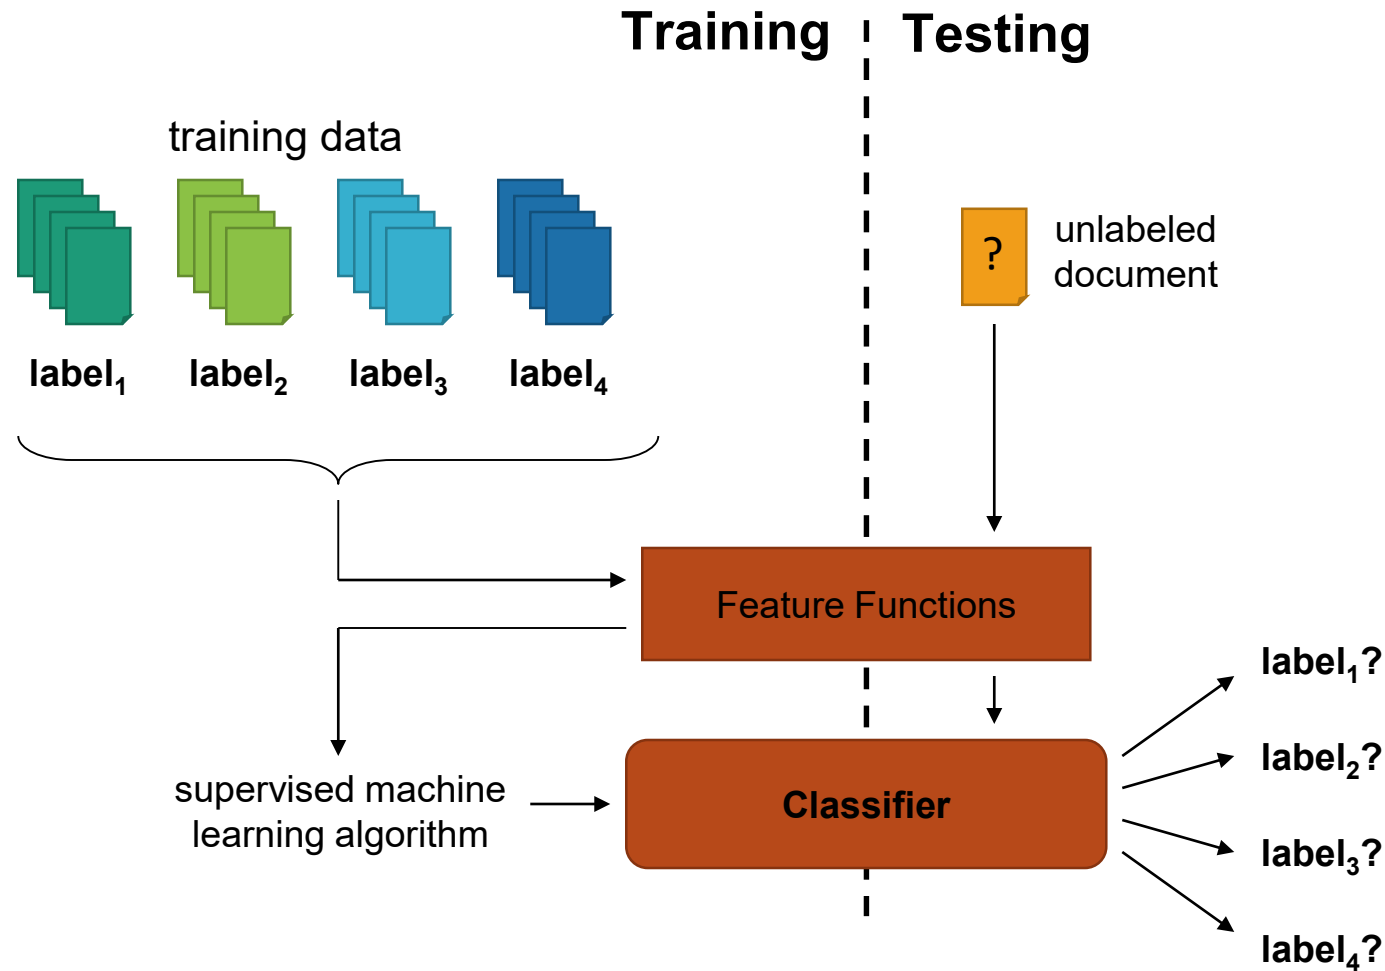 Training
Testing
training data
?
unlabeled
document
label₁
label₂
label₃
label₄
Feature Functions
supervised machine
learning algorithm
Classifier
label₁?
label₂?
label₃?
label₄?